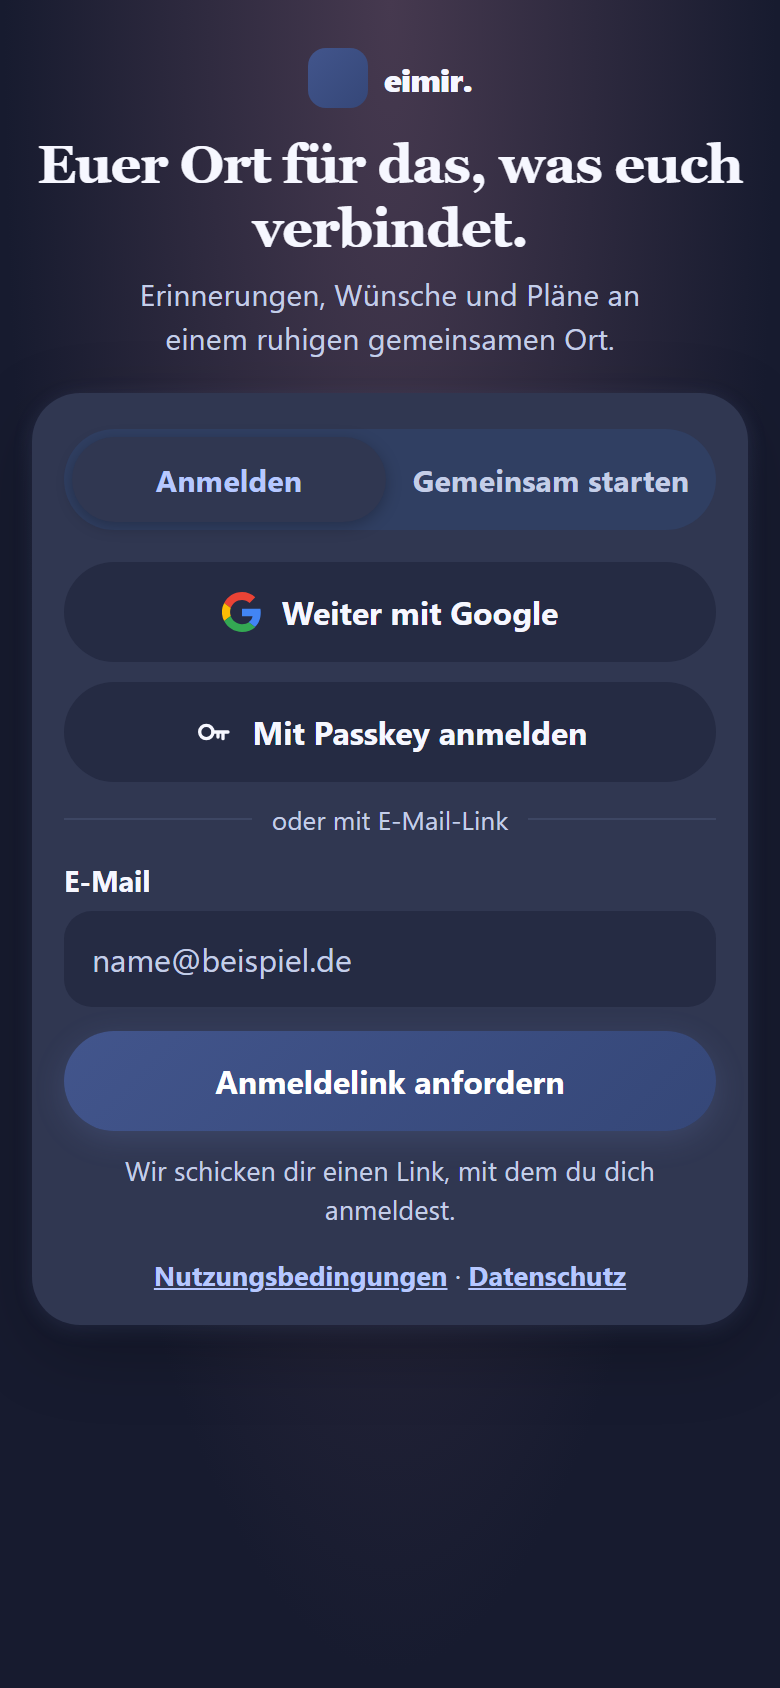 eimir.
Euer Ort für das, was euch
verbindet.
Erinnerungen, Wünsche und Pläne an
einem ruhigen gemeinsamen Ort.
Anmelden
Gemeinsam starten
Weiter mit Google
Mit Passkey anmelden
oder mit E-Mail-Link
E-Mail
name@beispiel.de
Anmeldelink anfordern
Wir schicken dir einen Link, mit dem du dich
anmeldest.
Nutzungsbedingungen · Datenschutz